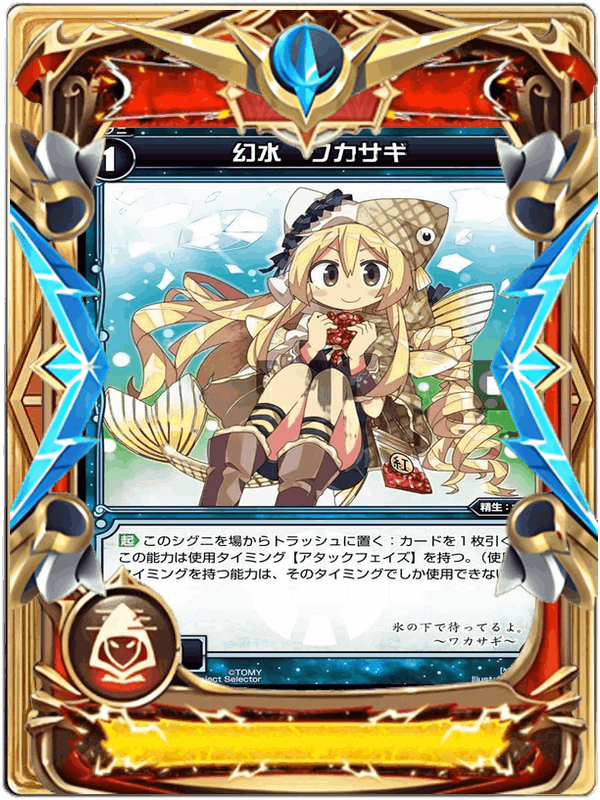 1
幻水 ワカサギ
紅
精生:
起 このシグニを場からトラッシュに置く:カードを1枚引く
この能力は使用タイミング【アタックフェイズ】を持つ。(使用
イミングを持つ能力は、そのタイミングでしか使用できない
氷の下で待ってるよ。
～ワカサギ～
©TOMY
ject Selector
Illust